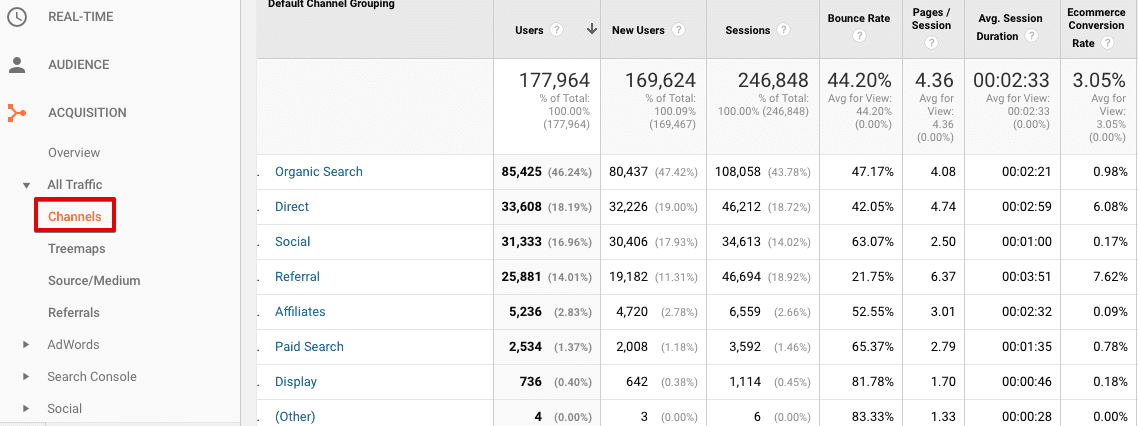 REAL-TIME
AUDIENCE
ACQUISITION
Overview
All Traffic
Channels
Treemaps
Source/Medium
Referrals
AdWords
Search Console
Social
Default Channel Grouping
Users ? New Users ? Sessions ? Bounce Rate ? Pages / Session ? Avg. Session Duration ? Ecommerce Conversion Rate ?
177,964 169,624 246,848 44.20% 4.36 00:02:33 3.05%
% of Total: 100.00% (177,964) % of Total: 100.09% (169,467) % of Total: 100.00% (246,848) Avg for View: 44.20% (0.00%) Avg for View: 4.36 (0.00%) Avg for View: 00:02:33 (0.00%) Avg for View: 3.05% (0.00%)
. Organic Search 85,425 (46.24%) 80,437 (47.42%) 108,058 (43.78%) 47.17% 4.08 00:02:21 0.98%
. Direct 33,608 (18.19%) 32,226 (19.00%) 46,212 (18.72%) 42.05% 4.74 00:02:59 6.08%
. Social 31,333 (16.96%) 30,406 (17.93%) 34,613 (14.02%) 63.07% 2.50 00:01:00 0.17%
. Referral 25,881 (14.01%) 19,182 (11.31%) 46,694 (18.92%) 21.75% 6.37 00:03:51 7.62%
. Affiliates 5,236 (2.83%) 4,720 (2.78%) 6,559 (2.66%) 52.55% 3.01 00:02:32 0.09%
. Paid Search 2,534 (1.37%) 2,008 (1.18%) 3,592 (1.46%) 65.37% 2.79 00:01:35 0.78%
. Display 736 (0.40%) 642 (0.38%) 1,114 (0.45%) 81.78% 1.70 00:00:46 0.18%
. (Other) 4 (0.00%) 3 (0.00%) 6 (0.00%) 83.33% 1.33 00:00:28 0.00%